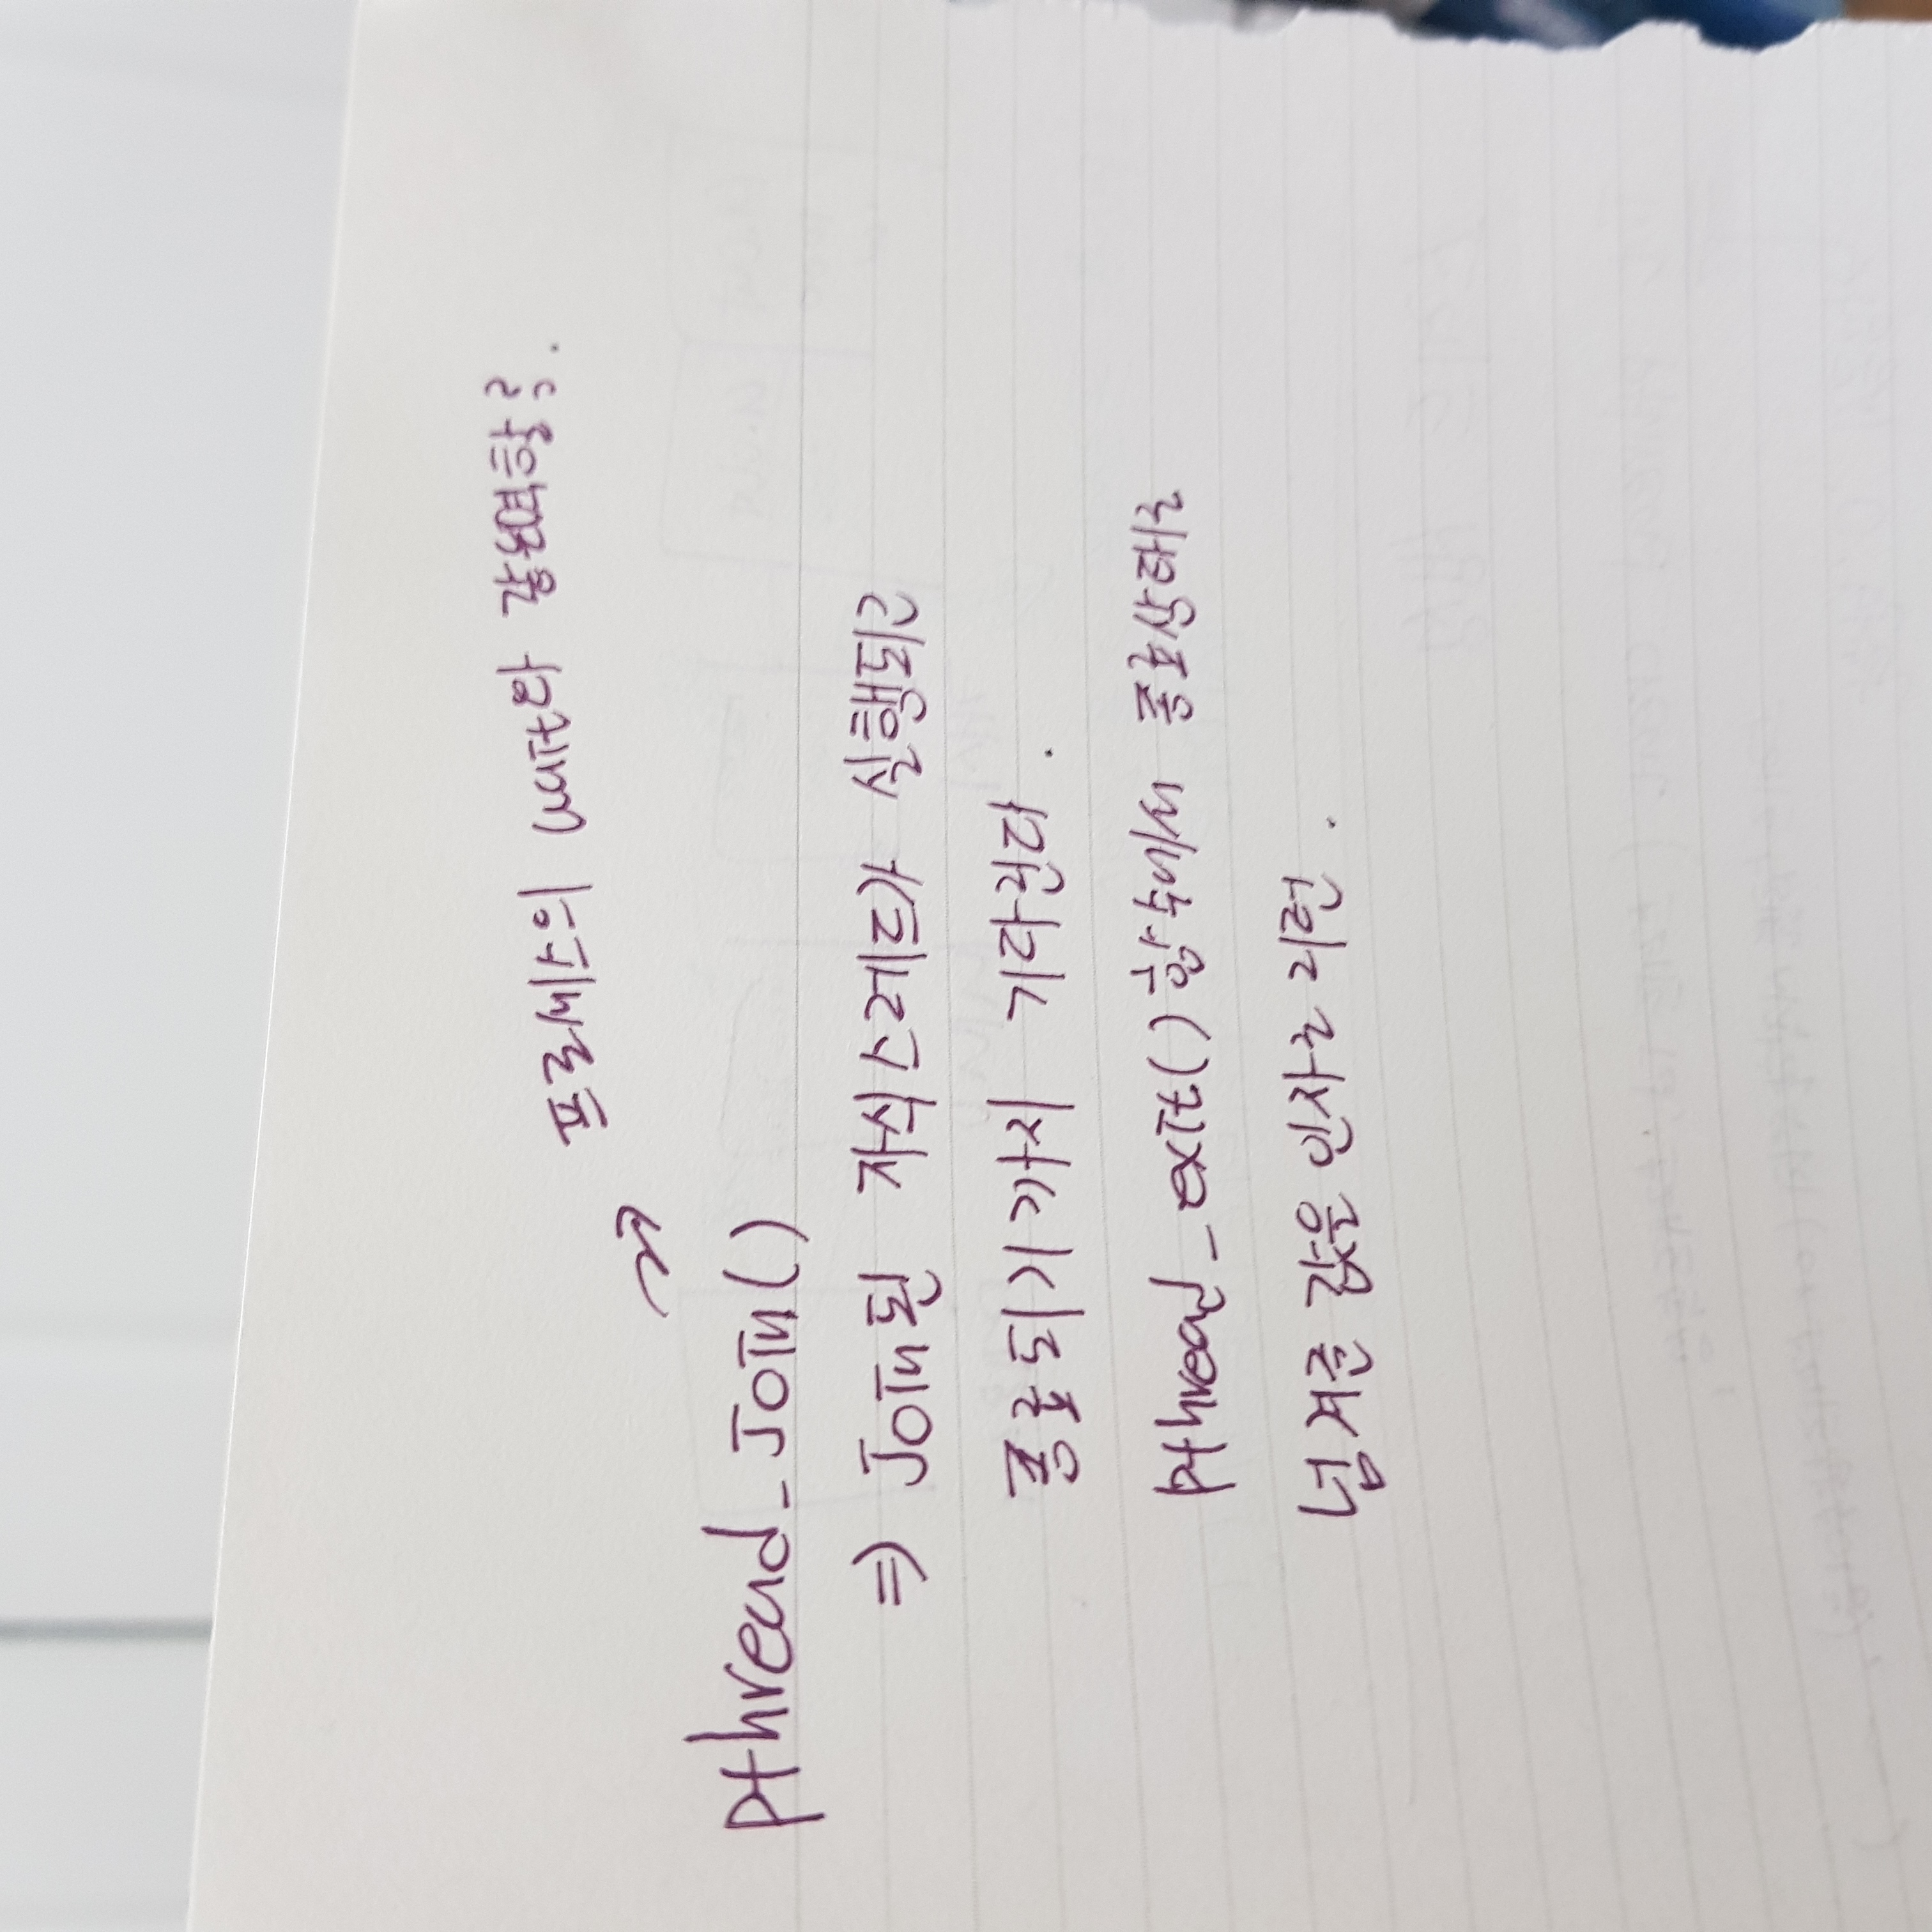 프로세스의 wait와 같은역할?.
pthread_Join()
⇒ Join된 자식스레드가 실행되고
종료되기까지 기다린다.
pthread_exit()함수에서 종료상태로
넘겨준 값을 인자로 리턴.